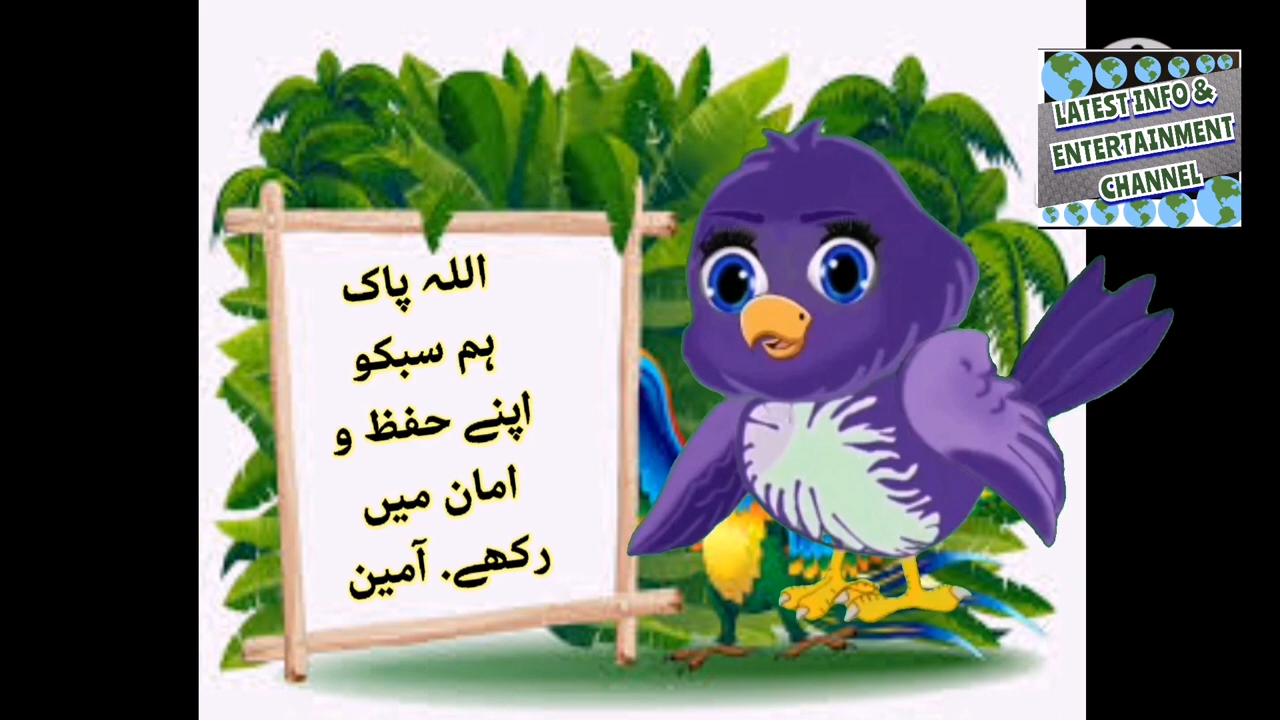 اللہ پاک
ہم سبکو
اپنے حفظ و
امان میں
رکھے. آمین
LATEST INFO &
ENTERTAINMENT
CHANNEL